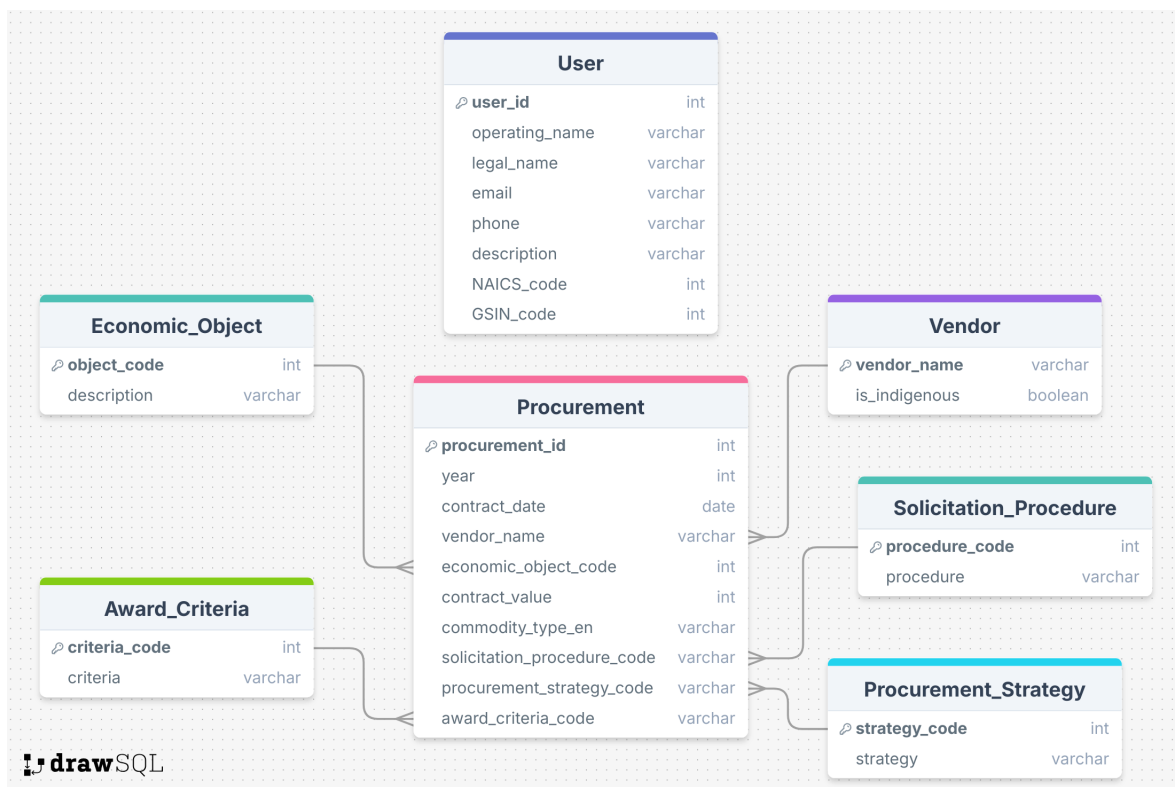 User
user_id int
operating_name varchar
legal_name varchar
email varchar
phone varchar
description varchar
NAICS_code int
GSIN_code int
Economic_Object
object_code int
description varchar
Vendor
vendor_name varchar
is_indigenous boolean
Procurement
procurement_id int
year int
contract_date date
vendor_name varchar
economic_object_code int
contract_value int
commodity_type_en varchar
solicitation_procedure_code varchar
procurement_strategy_code varchar
award_criteria_code varchar
Solicitation_Procedure
procedure_code int
procedure varchar
Award_Criteria
criteria_code int
criteria varchar
Procurement_Strategy
strategy_code int
strategy varchar
drawSQL